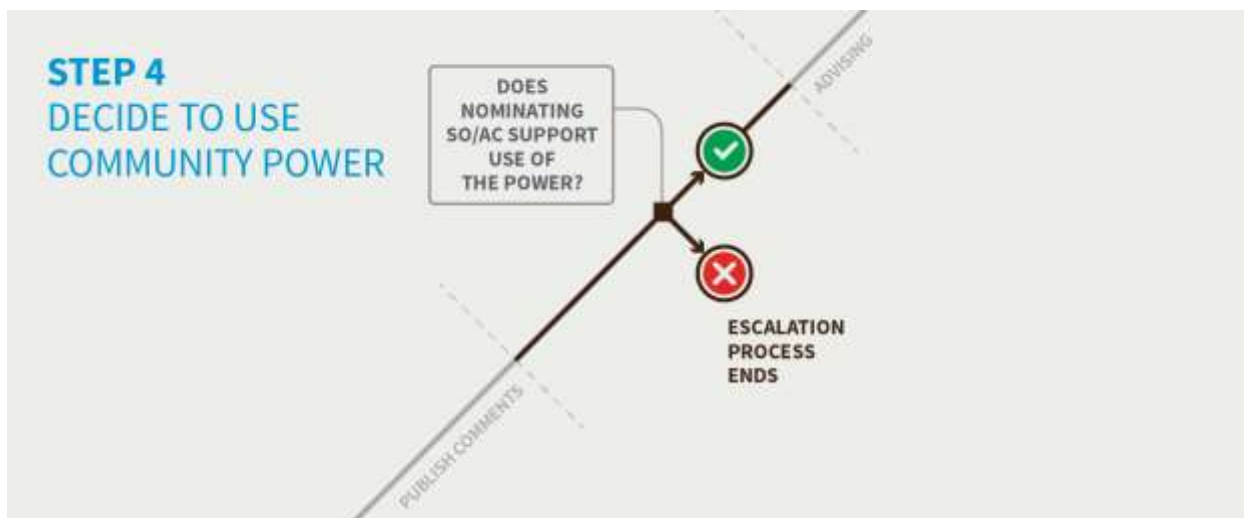 STEP 4
DECIDE TO USE
COMMUNITY POWER
DOES
NOMINATING
SO/AC SUPPORT
USE OF
THE POWER?
ADVISING
ESCALATION
PROCESS
ENDS
PUBLISH COMMENTS